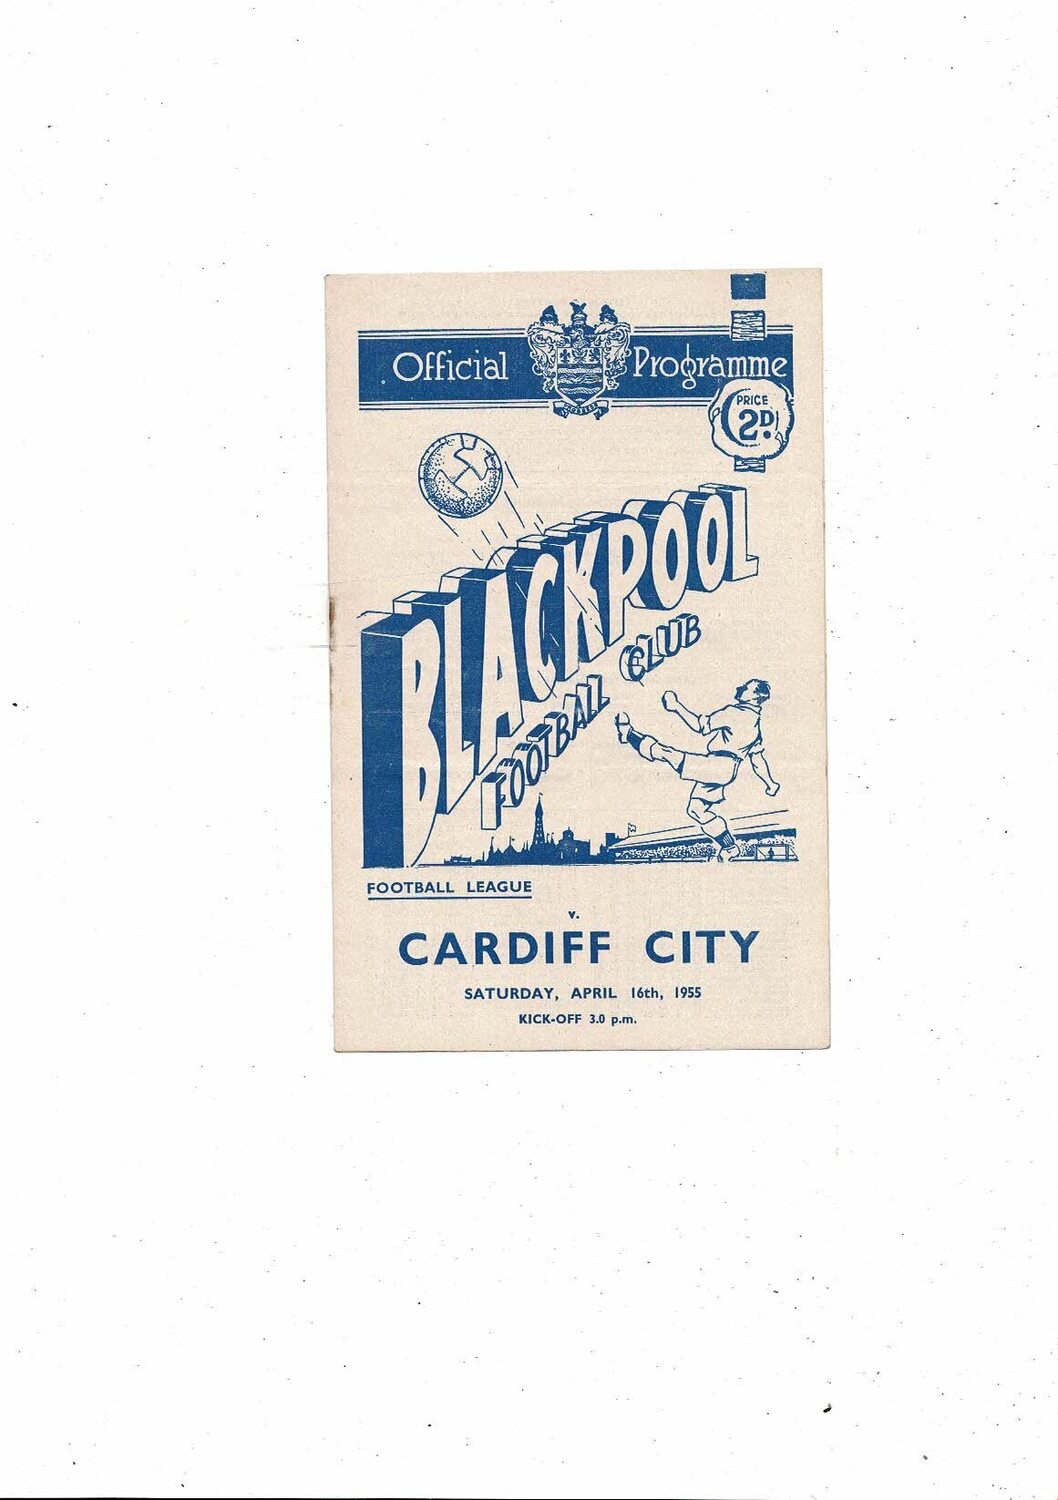 Official Programme
PRICE
2D.
BLACKPOOL
FOOTBALL CLUB
FOOTBALL LEAGUE
v.
CARDIFF CITY
SATURDAY, APRIL 16th, 1955
KICK-OFF 3.0 p.m.